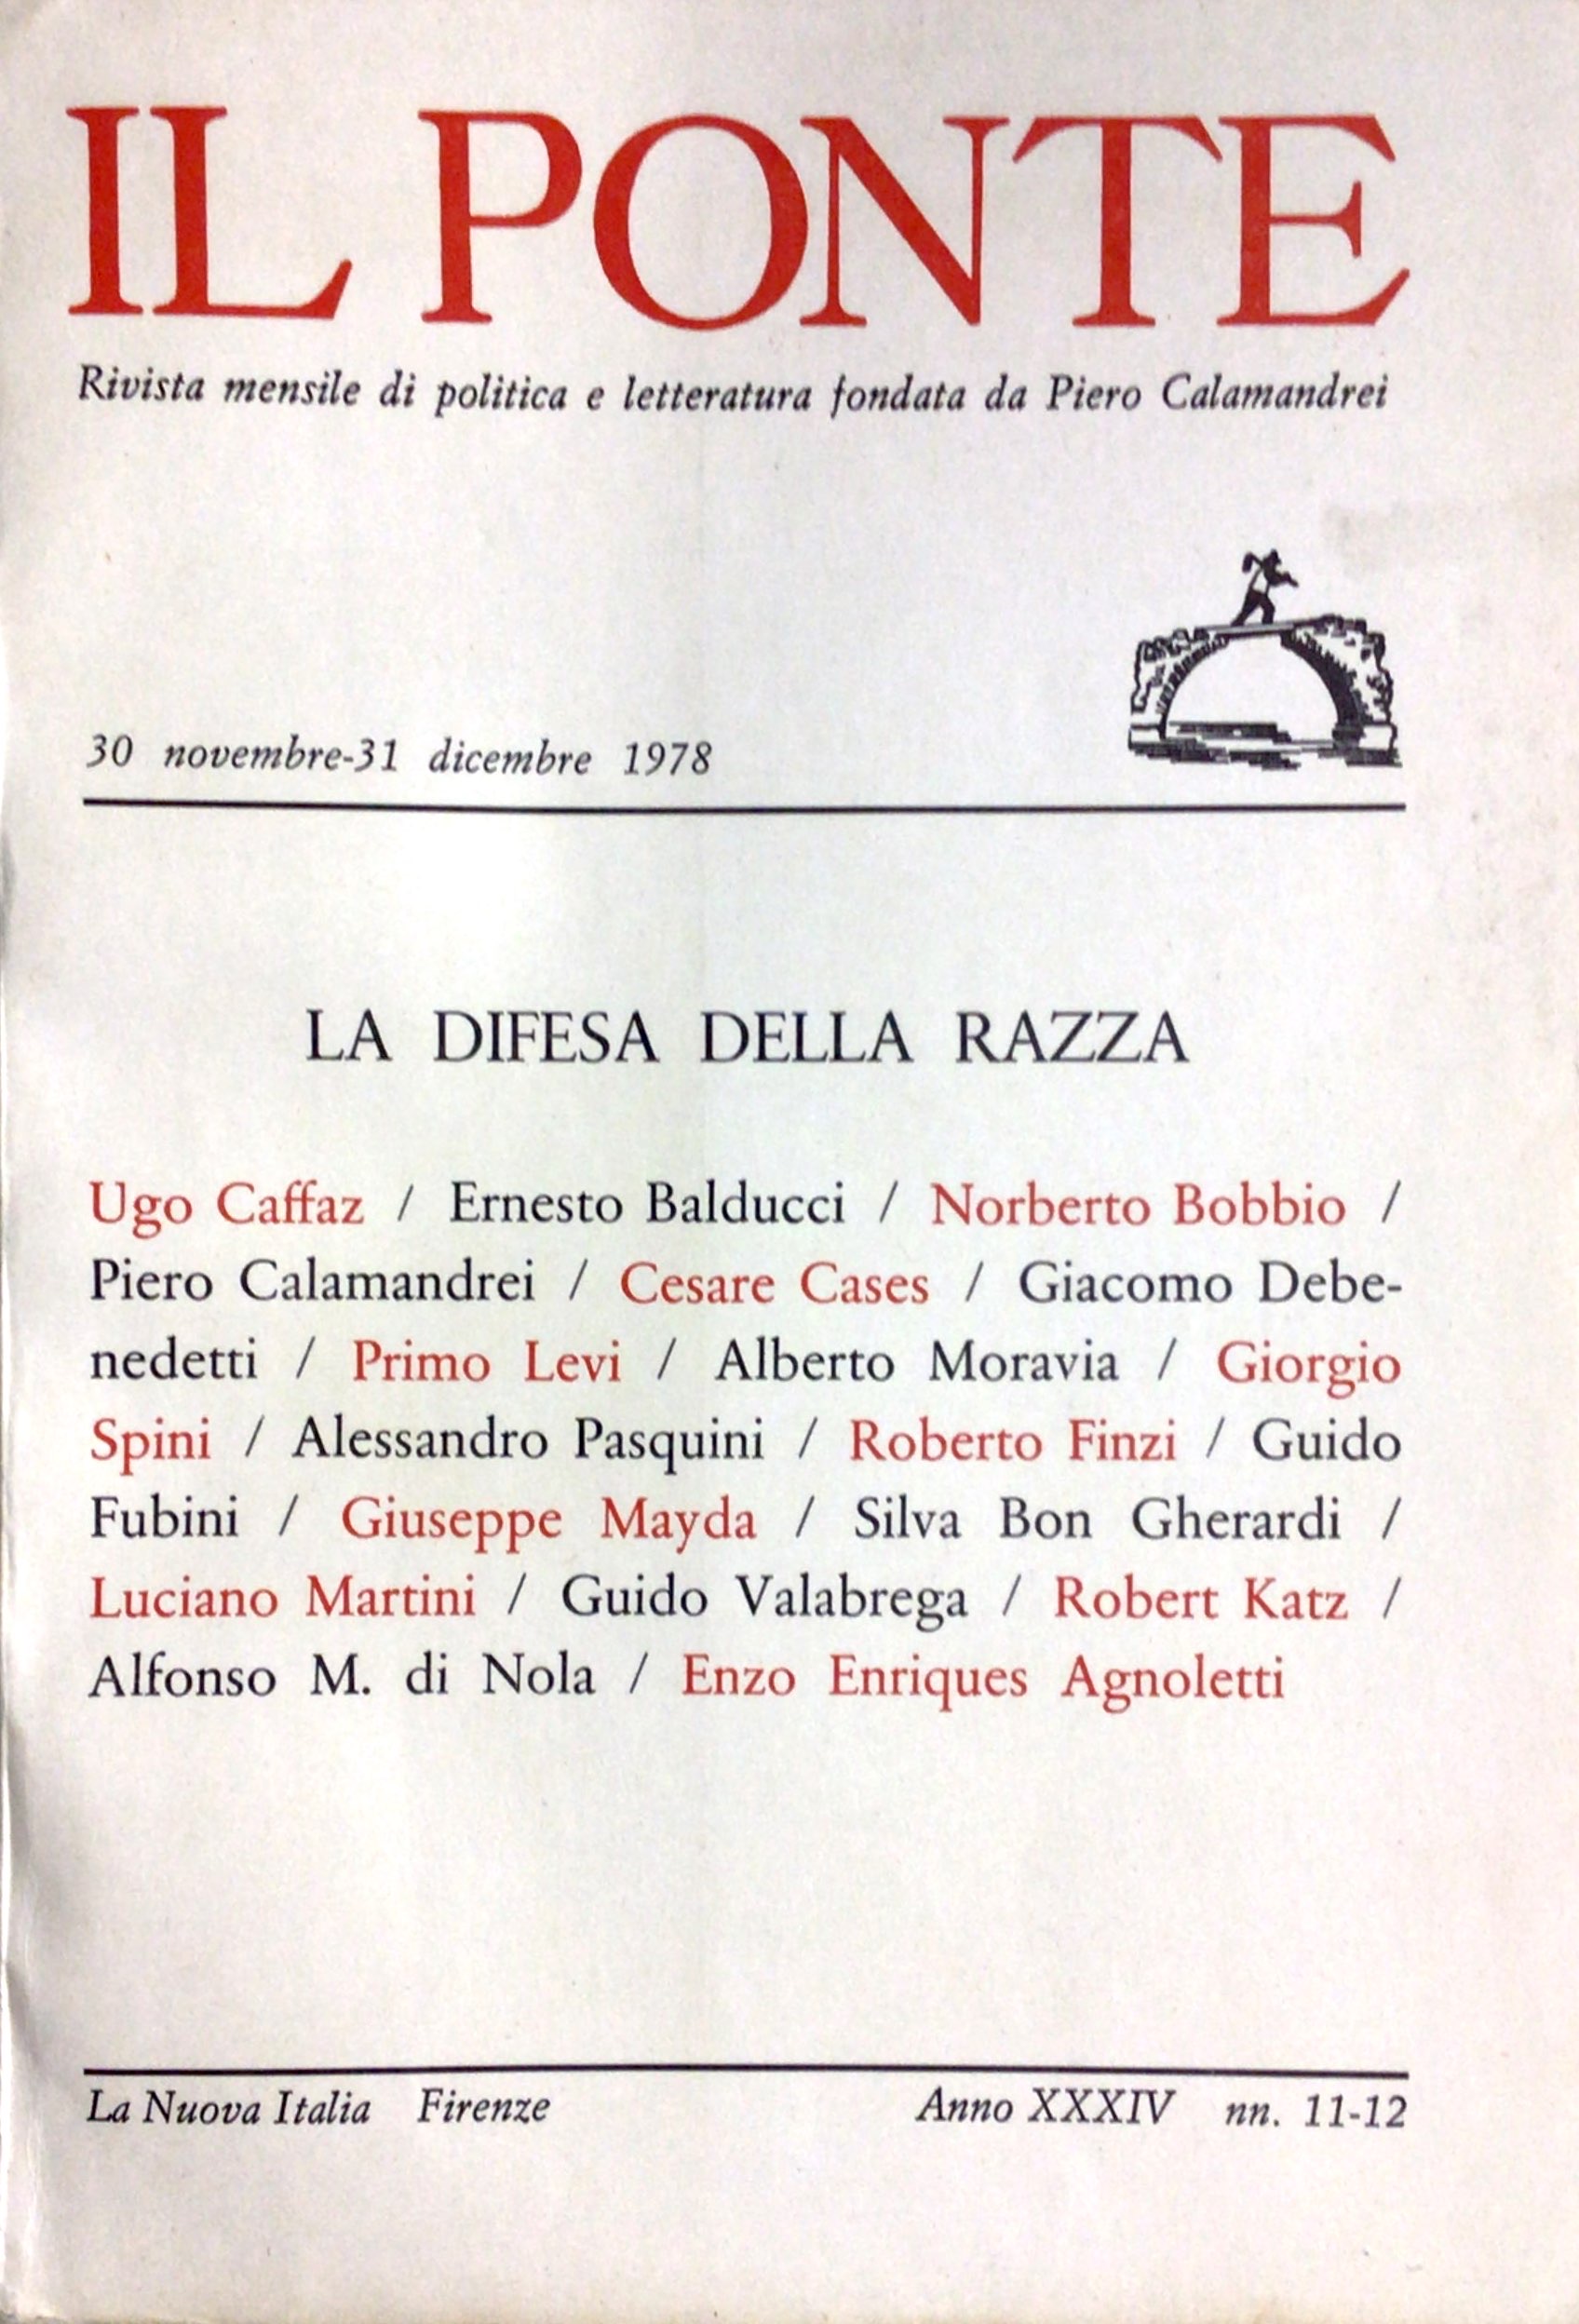 IL PONTE
Rivista mensile di politica e letteratura fondata da Piero Calamandrei
30 novembre-31 dicembre 1978
LA DIFESA DELLA RAZZA
Ugo Caffaz / Ernesto Balducci / Norberto Bobbio /
Piero Calamandrei / Cesare Cases / Giacomo Debe-
nedetti / Primo Levi / Alberto Moravia / Giorgio
Spini / Alessandro Pasquini / Roberto Finzi / Guido
Fubini / Giuseppe Mayda / Silva Bon Gherardi /
Luciano Martini / Guido Valabrega / Robert Katz /
Alfonso M. di Nola / Enzo Enriques Agnoletti
La Nuova Italia Firenze
Anno XXXIV nn. 11-12